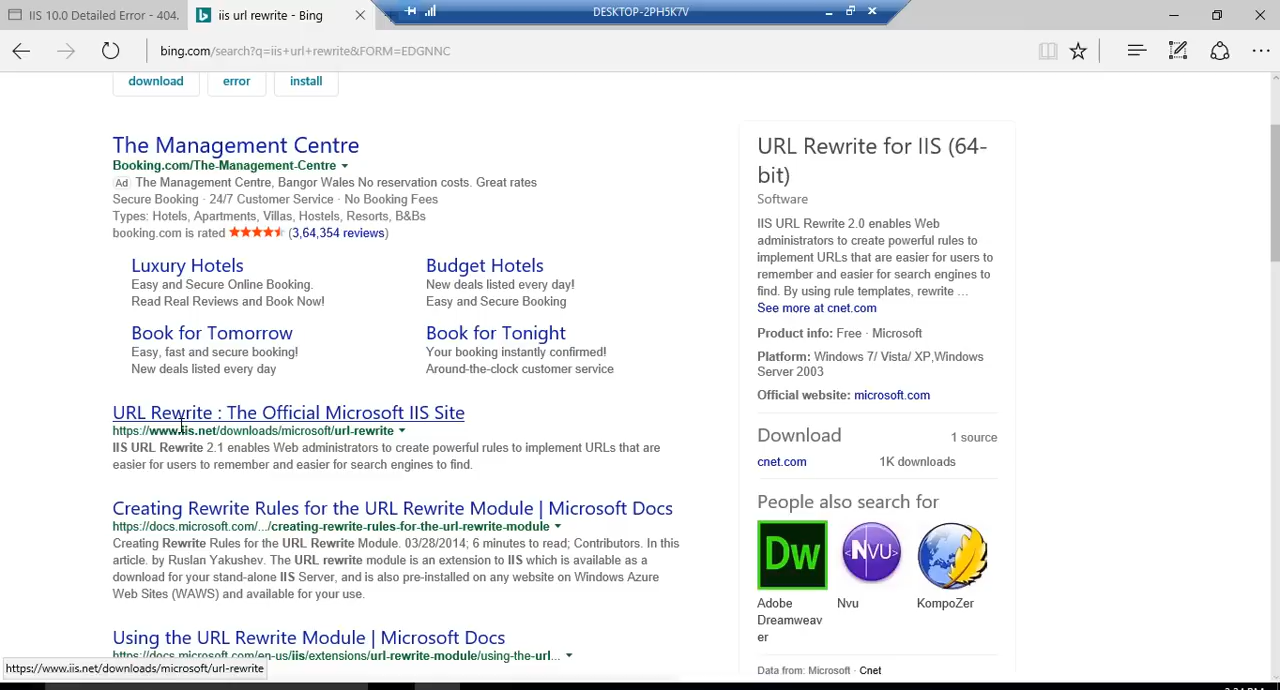 IIS 10.0 Detailed Error - 404.
iis url rewrite - Bing
DESKTOP-2PH5K7V
bing.com/search?q=iis+url+rewrite&FORM=EDGNNC
download
error
install
The Management Centre
Booking.com/The-Management-Centre
Ad The Management Centre, Bangor Wales No reservation costs. Great rates
Secure Booking · 24/7 Customer Service · No Booking Fees
Types: Hotels, Apartments, Villas, Hostels, Resorts, B&Bs
booking.com is rated (3,64,354 reviews)
Luxury Hotels
Easy and Secure Online Booking.
Read Real Reviews and Book Now!
Budget Hotels
New deals listed every day!
Easy and Secure Booking
Book for Tomorrow
Easy, fast and secure booking!
New deals listed every day
Book for Tonight
Your booking instantly confirmed!
Around-the-clock customer service
URL Rewrite : The Official Microsoft IIS Site
https://www.iis.net/downloads/microsoft/url-rewrite
IIS URL Rewrite 2.1 enables Web administrators to create powerful rules to implement URLs that are
easier for users to remember and easier for search engines to find.
Creating Rewrite Rules for the URL Rewrite Module | Microsoft Docs
https://docs.microsoft.com/.../creating-rewrite-rules-for-the-url-rewrite-module
Creating Rewrite Rules for the URL Rewrite Module. 03/28/2014; 6 minutes to read; Contributors. In this
article. by Ruslan Yakushev. The URL rewrite module is an extension to IIS which is available as a
download for your stand-alone IIS Server, and is also pre-installed on any website on Windows Azure
Web Sites (WAWS) and available for your use.
Using the URL Rewrite Module | Microsoft Docs
https://docs.microsoft.com/en-us/iis/extensions/url-rewrite-module/using-the-url...
https://www.iis.net/downloads/microsoft/url-rewrite
URL Rewrite for IIS (64-
bit)
Software
IIS URL Rewrite 2.0 enables Web
administrators to create powerful rules to
implement URLs that are easier for users to
remember and easier for search engines to
find. By using rule templates, rewrite ...
See more at cnet.com
Product info: Free · Microsoft
Platform: Windows 7/ Vista/ XP,Windows
Server 2003
Official website: microsoft.com
Download
1 source
cnet.com
1K downloads
People also search for
Dw
NVU
Adobe
Dreamweav
er
Nvu
KompoZer
Data from: Microsoft · Cnet